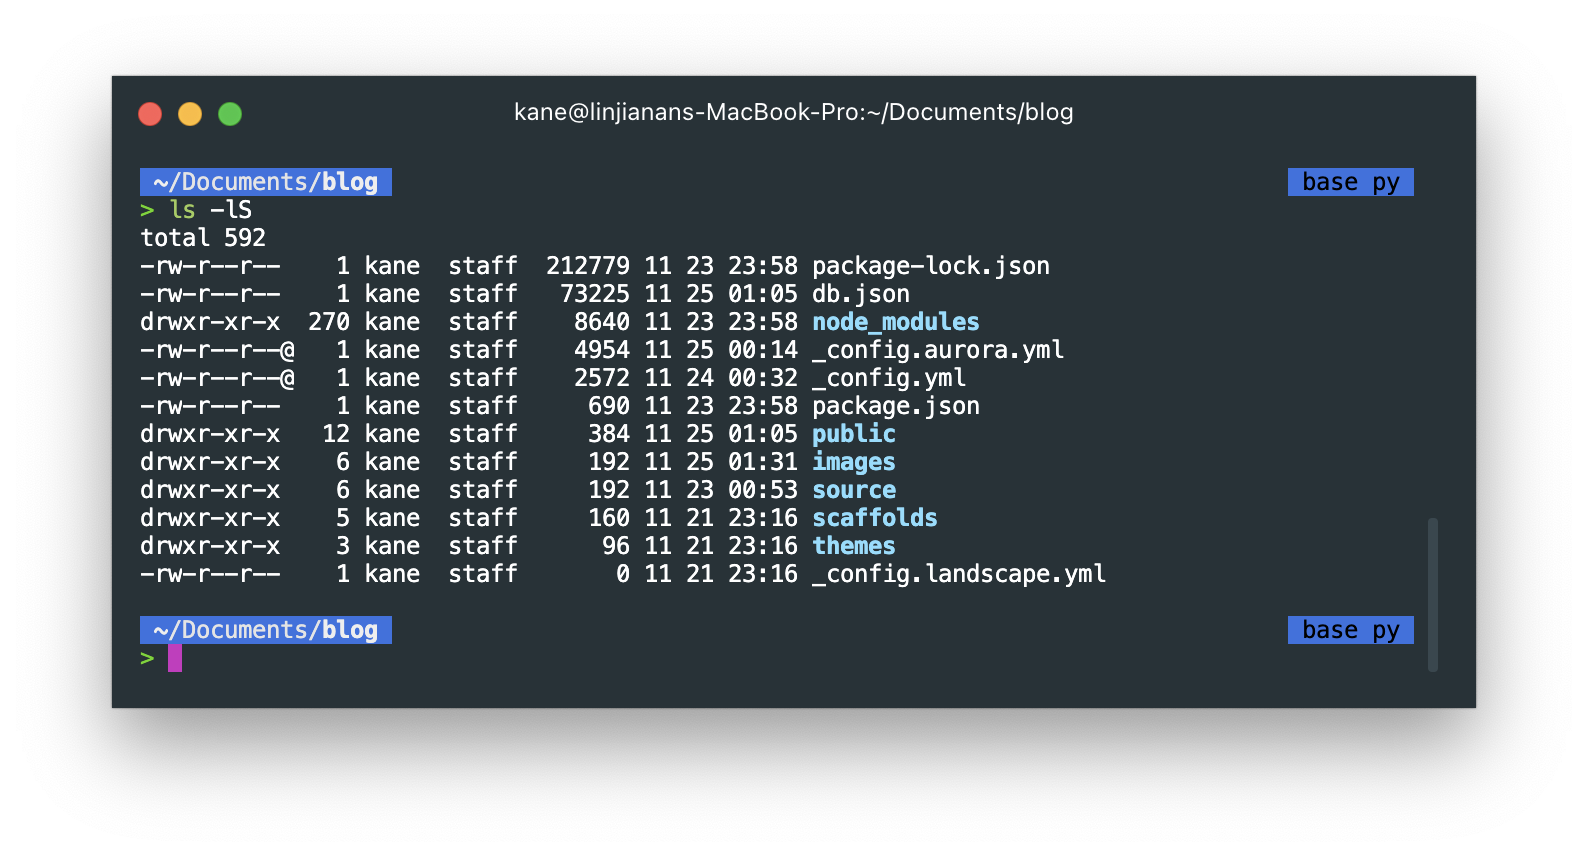 kane@linjianans-MacBook-Pro:~/Documents/blog
~/Documents/blog base py
> ls -lS
total 592
-rw-r--r--    1 kane  staff  212779 11 23 23:58 package-lock.json
-rw-r--r--    1 kane  staff   73225 11 25 01:05 db.json
drwxr-xr-x  270 kane  staff    8640 11 23 23:58 node_modules
-rw-r--r--@   1 kane  staff    4954 11 25 00:14 _config.aurora.yml
-rw-r--r--@   1 kane  staff    2572 11 24 00:32 _config.yml
-rw-r--r--    1 kane  staff     690 11 23 23:58 package.json
drwxr-xr-x   12 kane  staff     384 11 25 01:05 public
drwxr-xr-x    6 kane  staff     192 11 25 01:31 images
drwxr-xr-x    6 kane  staff     192 11 23 00:53 source
drwxr-xr-x    5 kane  staff     160 11 21 23:16 scaffolds
drwxr-xr-x    3 kane  staff      96 11 21 23:16 themes
-rw-r--r--    1 kane  staff       0 11 21 23:16 _config.landscape.yml
~/Documents/blog base py
>